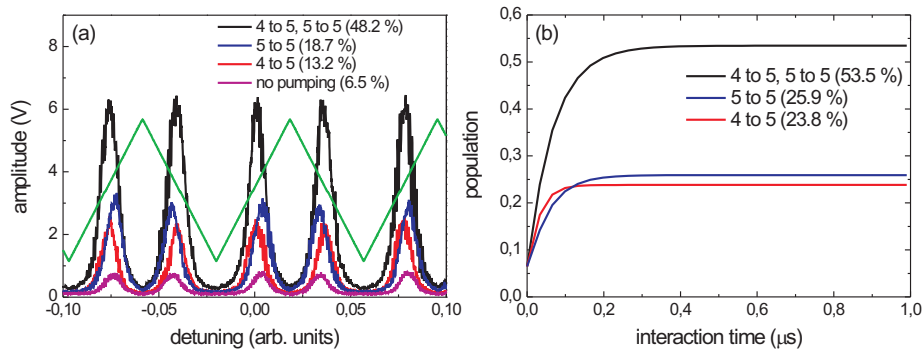 (a)
4 to 5, 5 to 5 (48.2 %)
5 to 5 (18.7 %)
4 to 5 (13.2 %)
no pumping (6.5 %)
8
6
4
2
0
amplitude (V)
-0,10
-0,05
0,00
0,05
0,10
detuning (arb. units)
(b)
4 to 5, 5 to 5 (53.5 %)
5 to 5 (25.9 %)
4 to 5 (23.8 %)
0,6
0,5
0,4
0,3
0,2
0,1
0,0
population
0,0
0,2
0,4
0,6
0,8
1,0
interaction time (μs)